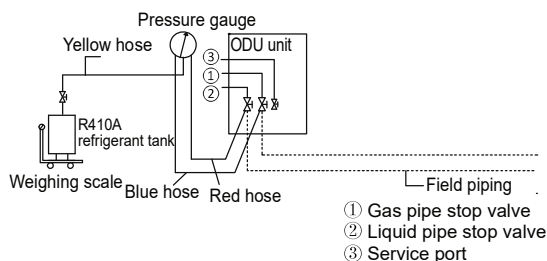 Pressure gauge
Yellow hose
ODU unit
③
①
②
R410A
refrigerant tank
Weighing scale
Blue hose
Red hose
Field piping
① Gas pipe stop valve
② Liquid pipe stop valve
③ Service port